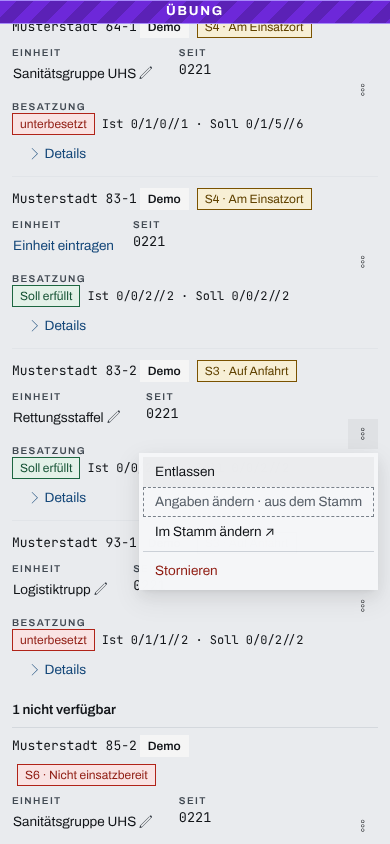 ÜBUNG
Musterstadt 64-1 Demo S4 · Am Einsatzort
EINHEIT SEIT
Sanitätsgruppe UHS 0221
BESATZUNG
unterbesetzt Ist 0/1/0//1 · Soll 0/1/5//6
Details
Musterstadt 83-1 Demo S4 · Am Einsatzort
EINHEIT SEIT
Einheit eintragen 0221
BESATZUNG
Soll erfüllt Ist 0/0/2//2 · Soll 0/0/2//2
Details
Musterstadt 83-2 Demo S3 · Auf Anfahrt
EINHEIT SEIT
Rettungsstaffel 0221
BESATZUNG
Soll erfüllt Ist 0/0
Details
Entlassen
Angaben ändern · aus dem Stamm
Im Stamm ändern ↗
Stornieren
Musterstadt 93-1
EINHEIT
Logistiktrupp
BESATZUNG
unterbesetzt Ist 0/1/1//2 · Soll 0/0/2//2
Details
1 nicht verfügbar
Musterstadt 85-2 Demo
S6 · Nicht einsatzbereit
EINHEIT SEIT
Sanitätsgruppe UHS 0221